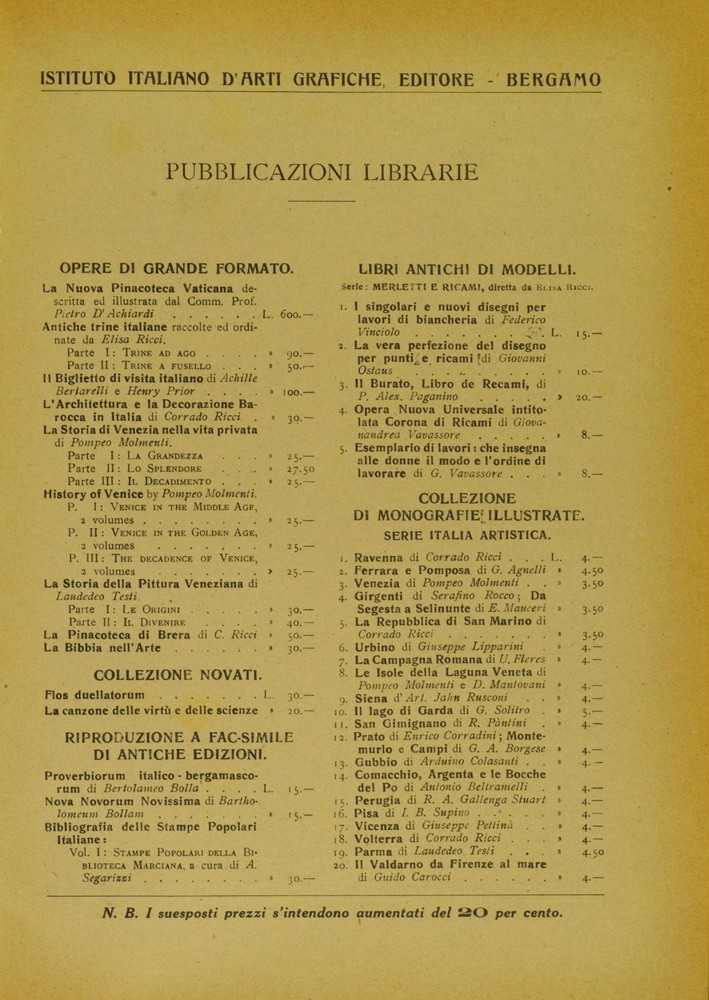 ISTITUTO ITALIANO D'ARTI GRAFICHE, EDITORE - BERGAMO
PUBBLICAZIONI LIBRARIE
OPERE DI GRANDE FORMATO.
La Nuova Pinacoteca Vaticana de-
scritta ed illustrata dal Comm. Prof.
Pietro D'Achiardi . . . . . . L. 600.—
Antiche trine italiane raccolte ed ordi-
nate da Elisa Ricci.
Parte I: TRINE AD AGO . . . . » 90.—
Parte II: TRINE A FUSELLO . . . » 50.—
Il Biglietto di visita italiano di Achille
Bertarelli e Henry Prior . . . . » 100.—
L'Architettura e la Decorazione Ba-
rocca in Italia di Corrado Ricci . » 30.—
La Storia di Venezia nella vita privata
di Pompeo Molmenti.
Parte I: LA GRANDEZZA . . . » 25.—
Parte II: LO SPLENDORE . . . » 27.50
Parte III: IL DECADIMENTO . . . » 25.—
History of Venice by Pompeo Molmenti.
P. I: VENICE IN THE MIDDLE AGE,
2 volumes . . . . . . . . » 25.—
P. II: VENICE IN THE GOLDEN AGE,
2 volumes . . . . . . . » 25.—
P. III: THE DECADENCE OF VENICE,
2 volumes . . . . . . . » 25.—
La Storia della Pittura Veneziana di
Laudedeo Testi.
Parte I: LE ORIGINI . . . . . » 30.—
Parte II: IL DIVENIRE . . . . » 40.—
La Pinacoteca di Brera di C. Ricci » 50.—
La Bibbia nell'Arte . . . . . . » 30.—
COLLEZIONE NOVATI.
Flos duellatorum . . . . . . . L. 30.—
La canzone delle virtù e delle scienze » 20.—
RIPRODUZIONE A FAC-SIMILE
DI ANTICHE EDIZIONI.
Proverbiorum italico-bergamasco-
rum di Bertolameo Bolla . . . . L. 15.—
Nova Novorum Novissima di Bartho-
lomeum Bollam . . . . . . . » 15.—
Bibliografia delle Stampe Popolari
Italiane:
Vol. I: STAMPE POPOLARI DELLA BI-
BLIOTECA MARCIANA, a cura di A.
Segarizzi . . . . . . . . » 30.—
LIBRI ANTICHI DI MODELLI.
Serie: MERLETTI E RICAMI, diretta da ELISA RICCI.
1. I singolari e nuovi disegni per
lavori di biancheria di Federico
Vinciolo . . . . . . . . L. 15.—
2. La vera perfezione del disegno
per punti e ricami di Giovanni
Ostaus . . . . . . . . » 10.—
3. Il Burato, Libro de Recami, di
P. Alex. Paganino . . . . . » 20.—
4. Opera Nuova Universale intito-
lata Corona di Ricami di Giova-
nandrea Vavassore . . . . . » 8.—
5. Esemplario di lavori: che insegna
alle donne il modo e l'ordine di
lavorare di G. Vavassore . . . » 8.—
COLLEZIONE
DI MONOGRAFIE ILLUSTRATE.
SERIE ITALIA ARTISTICA.
1. Ravenna di Corrado Ricci . . . L. 4.—
2. Ferrara e Pomposa di G. Agnelli » 4.50
3. Venezia di Pompeo Molmenti . . » 3.50
4. Girgenti di Serafino Rocco; Da
Segesta a Selinunte di E. Mauceri » 3.50
5. La Repubblica di San Marino di
Corrado Ricci . . . . . . . » 3.50
6. Urbino di Giuseppe Lipparini . » 4.—
7. La Campagna Romana di U. Fleres » 4.—
8. Le Isole della Laguna Veneta di
Pompeo Molmenti e D. Mantovani » 4.—
9. Siena d'Art. Jahn Rusconi . . » 4.—
10. Il lago di Garda di G. Solitro . » 5.—
11. San Gimignano di R. Pàntini . » 4.—
12. Prato di Enrico Corradini; Monte-
murlo e Campi di G. A. Borgese » 4.—
13. Gubbio di Arduino Colasanti . . » 4.—
14. Comacchio, Argenta e le Bocche
del Po di Antonio Beltramelli . » 4.—
15. Perugia di R. A. Gallenga Stuart » 4.—
16. Pisa di I. B. Supino . . . . » 4.—
17. Vicenza di Giuseppe Pettinà . . » 4.—
18. Volterra di Corrado Ricci . . . » 4.—
19. Parma di Laudedeo Testi . . . » 4.50
20. Il Valdarno da Firenze al mare
di Guido Carocci . . . . . . » 4.—
N. B. I suesposti prezzi s'intendono aumentati del 20 per cento.